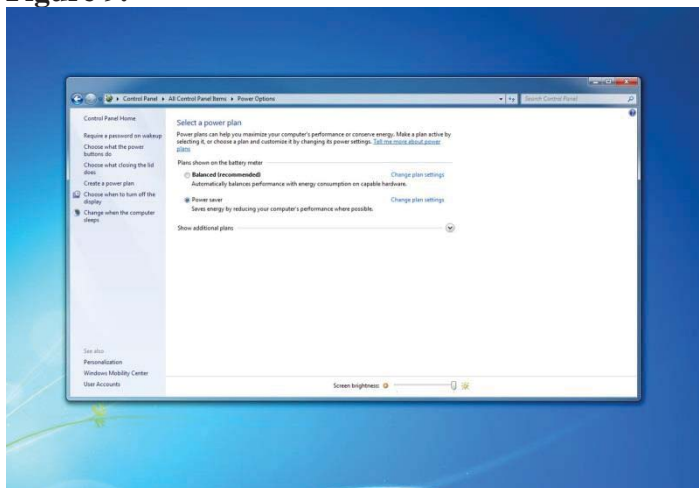 Control Panel ▸ All Control Panel Items ▸ Power Options
Search Control Panel
Control Panel Home
Require a password on wakeup
Choose what the power
buttons do
Choose what closing the lid
does
Create a power plan
Choose when to turn off the
display
Change when the computer
sleeps
See also
Personalization
Windows Mobility Center
User Accounts
Select a power plan
Power plans can help you maximize your computer's performance or conserve energy. Make a plan active by
selecting it, or choose a plan and customize it by changing its power settings. Tell me more about power
plans
Plans shown on the battery meter
Balanced (recommended) Change plan settings
Automatically balances performance with energy consumption on capable hardware.
Power saver Change plan settings
Saves energy by reducing your computer's performance where possible.
Show additional plans
Screen brightness: